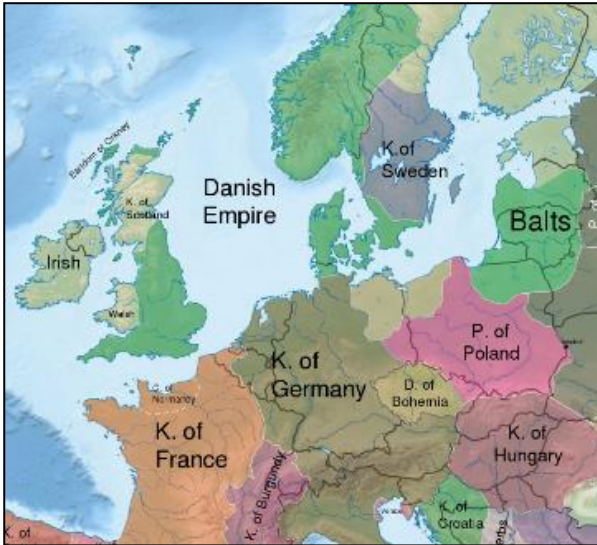 Earldom of Orkney
K. of
Scotland
K.of
Sweden
Danish
Empire
Balts
Irish
Welsh
P. of
Poland
K. of
Germany
D. of
Bohemia
D. of
Normandy
K. of
France
K. of
Hungary
K. of Burgundy
K. of
Croatia
K. of